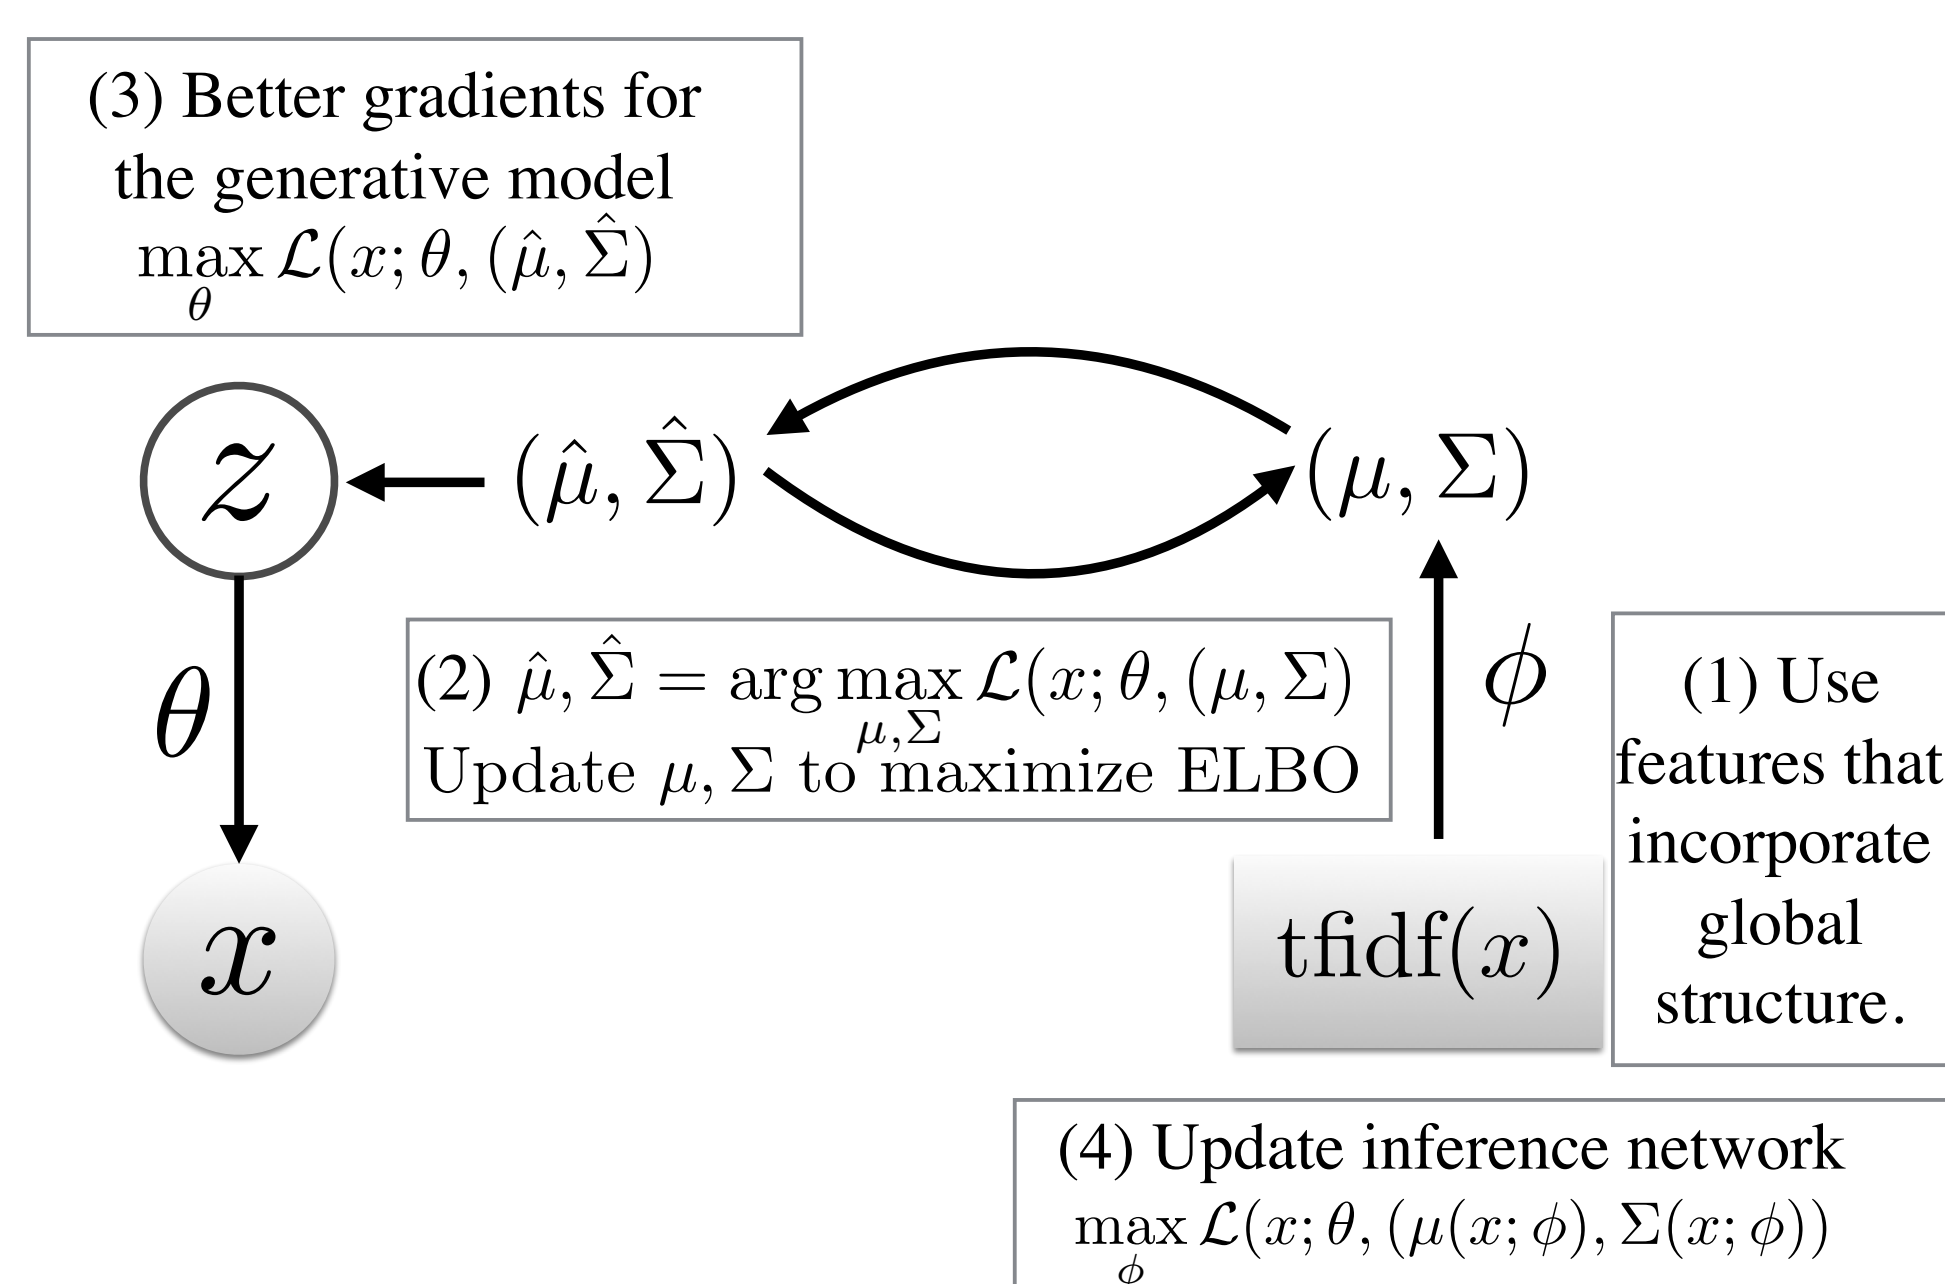 (3) Better gradients for
the generative model
max_θ ℒ(x; θ, (μ̂, Σ̂)
z
(μ̂, Σ̂)
(μ, Σ)
θ
(2) μ̂, Σ̂ = arg max_{μ,Σ} ℒ(x; θ, (μ, Σ)
Update μ, Σ to maximize ELBO
ϕ
(1) Use
features that
incorporate
global
structure.
x
tfidf(x)
(4) Update inference network
max_ϕ ℒ(x; θ, (μ(x; ϕ), Σ(x; ϕ))